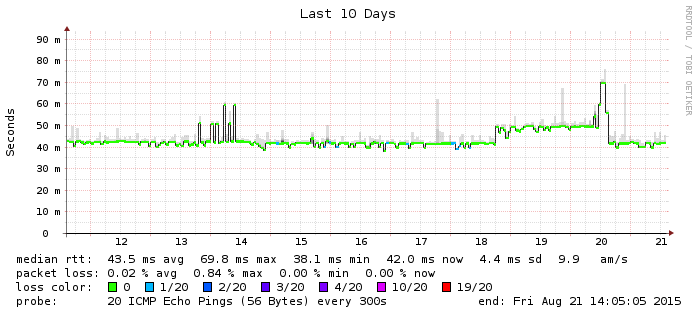 Last 10 Days
RRDTOOL / TOBI OETIKER
Seconds
90 m
80 m
70 m
60 m
50 m
40 m
30 m
20 m
10 m
0
12 13 14 15 16 17 18 19 20 21
median rtt: 43.5 ms avg 69.8 ms max 38.1 ms min 42.0 ms now 4.4 ms sd 9.9 am/s
packet loss: 0.02 % avg 0.84 % max 0.00 % min 0.00 % now
loss color: 0 1/20 2/20 3/20 4/20 10/20 19/20
probe: 20 ICMP Echo Pings (56 Bytes) every 300s end: Fri Aug 21 14:05:05 2015